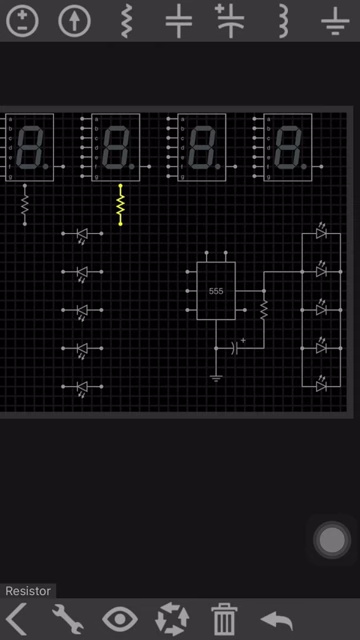 a a a
b b b
c c c
d d d
e e e
f f f
g g g
555
+
Resistor